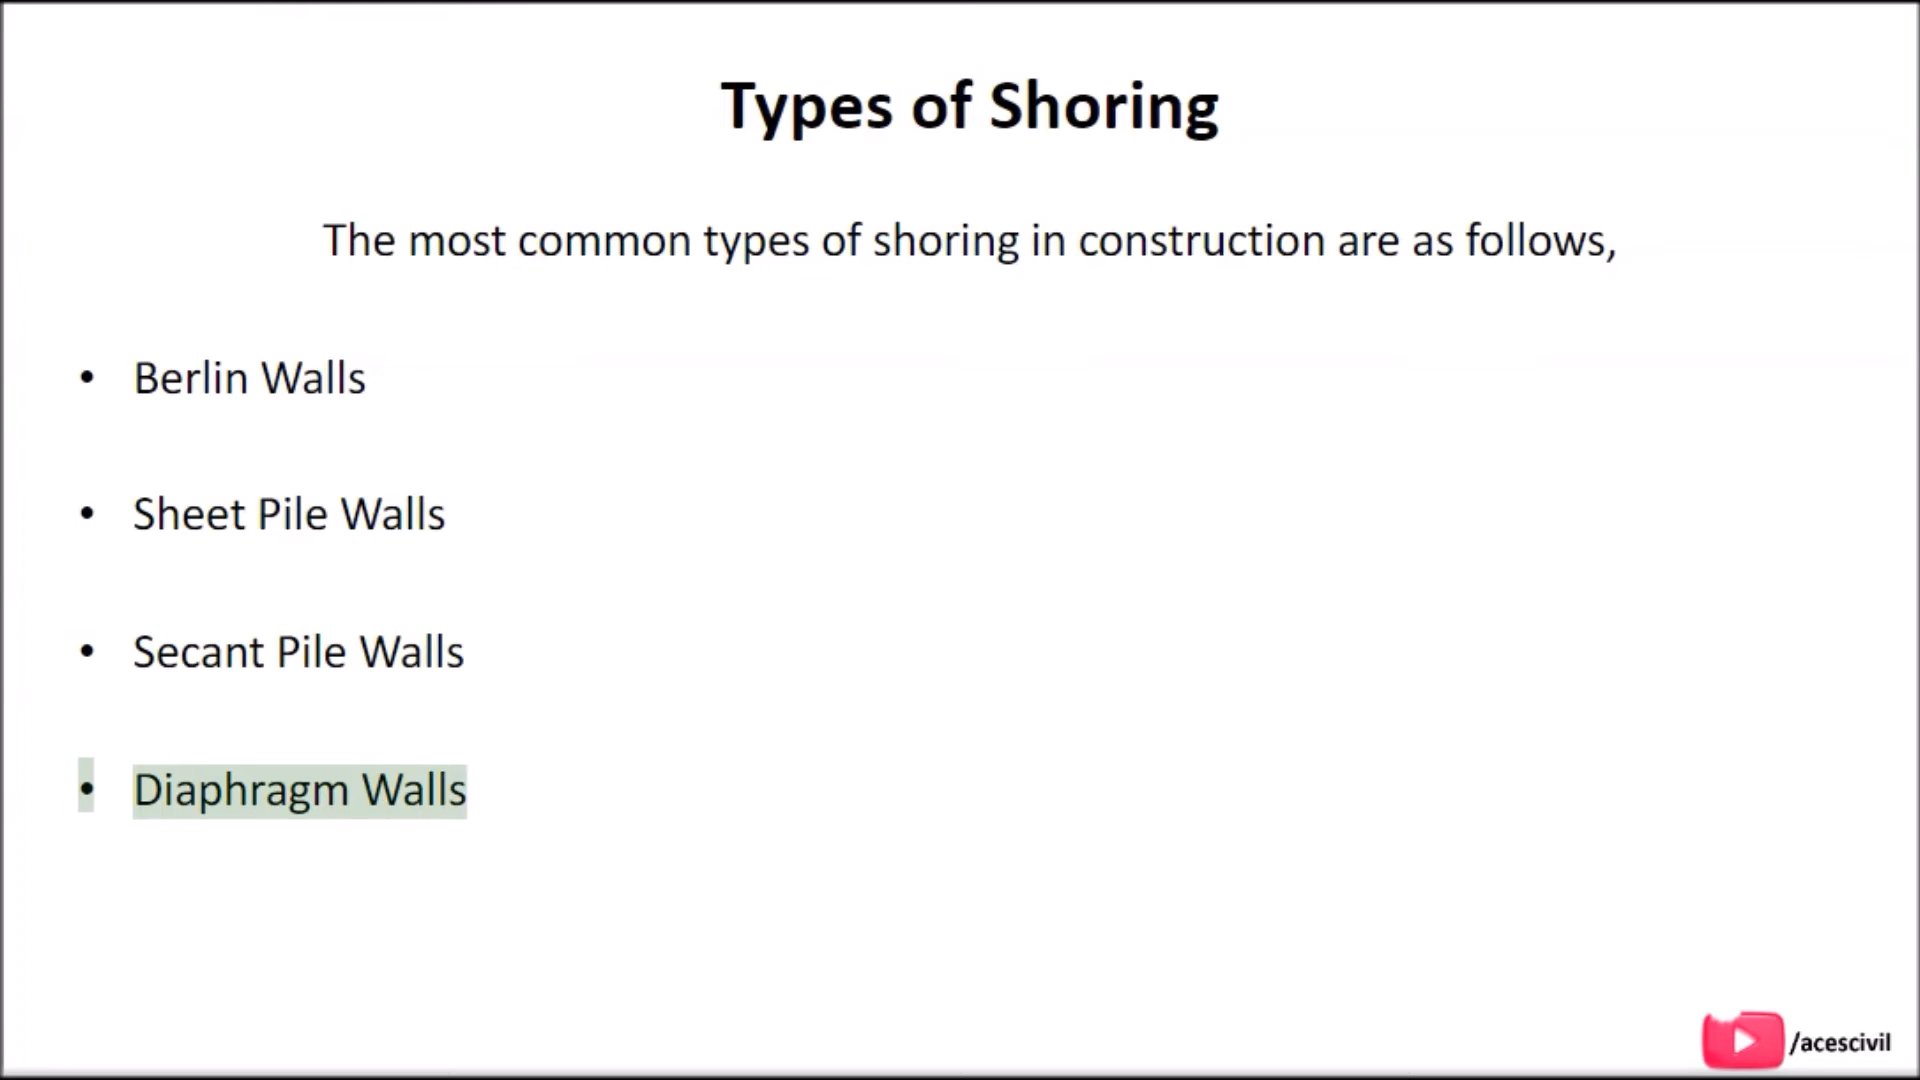 Types of Shoring
The most common types of shoring in construction are as follows,
• Berlin Walls
• Sheet Pile Walls
• Secant Pile Walls
• Diaphragm Walls
/acescivil